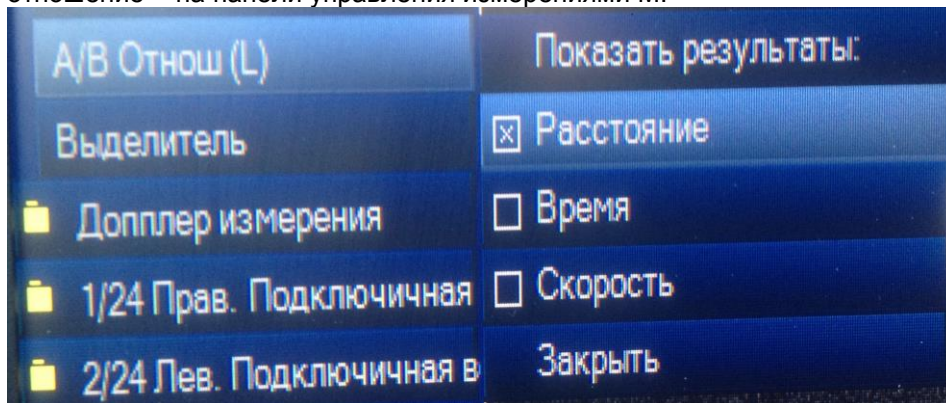 A/B Отнош (L)
Выделитель
Допплер измерения
1/24 Прав. Подключичная
2/24 Лев. Подключичная в
Показать результаты:
Расстояние
Время
Скорость
Закрыть